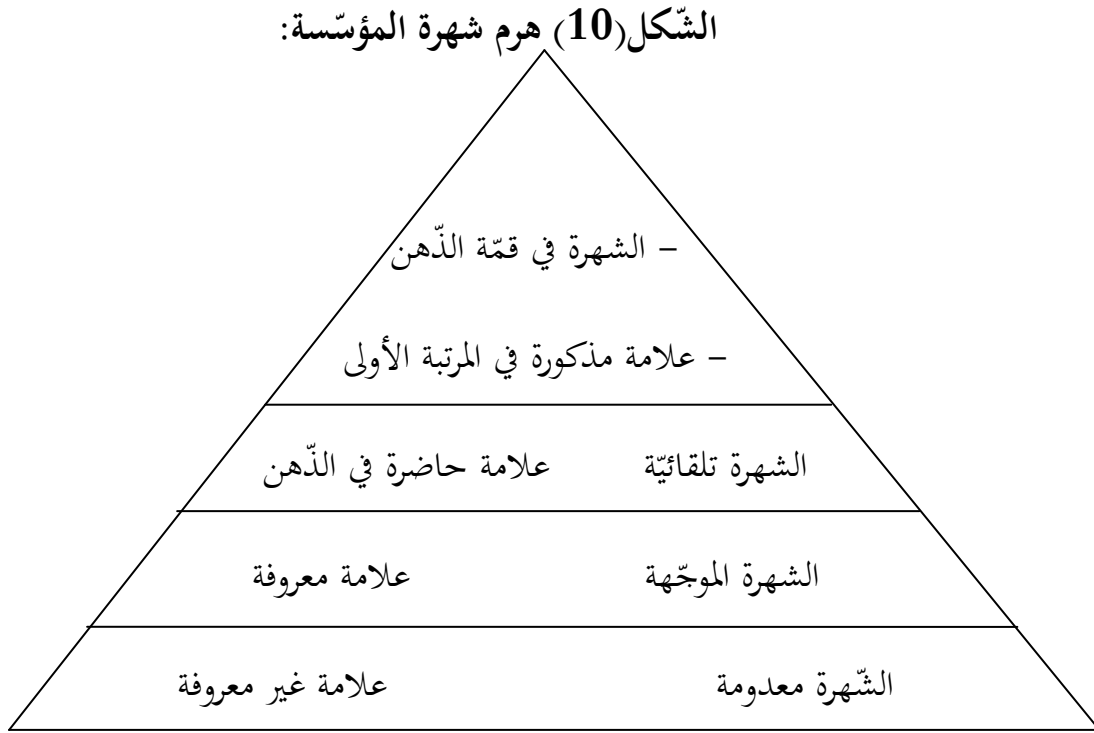 الشّكل(10) هرم شهرة المؤسّسة:
– الشهرة في قمّة الذّهن
– علامة مذكورة في المرتبة الأولى
الشهرة تلقائيّة علامة حاضرة في الذّهن
الشهرة الموجّهة علامة معروفة
الشّهرة معدومة علامة غير معروفة